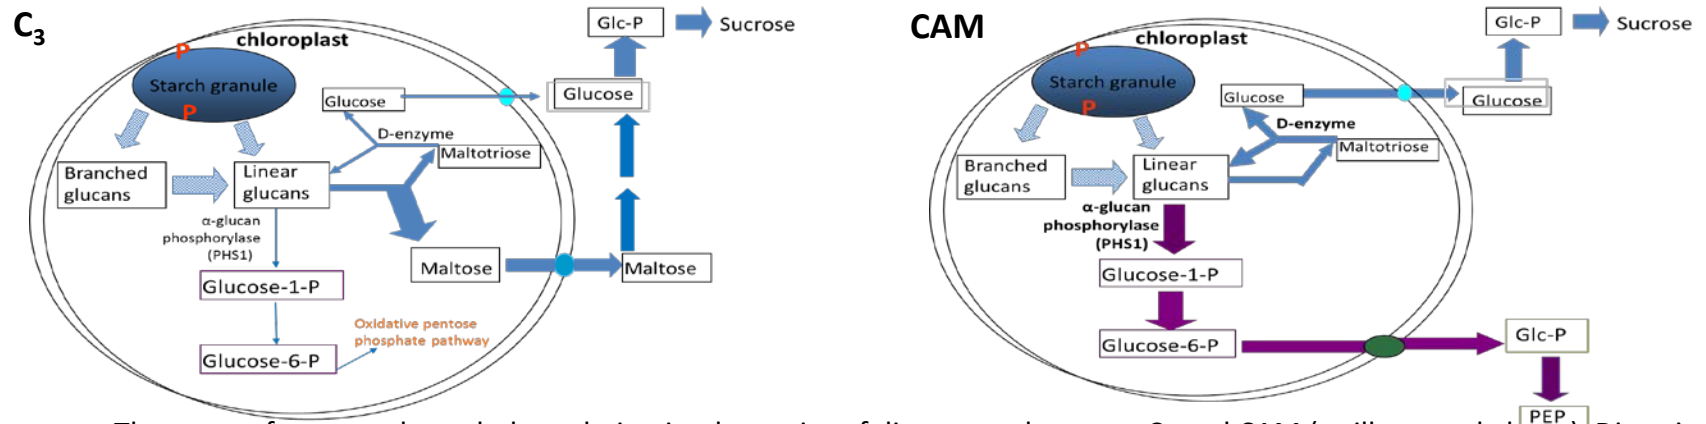 C3
chloroplast
P
Starch granule
P
Glucose
D-enzyme
Maltotriose
Branched
glucans
Linear
glucans
α-glucan
phosphorylase
(PHS1)
Glucose-1-P
Glucose-6-P
Oxidative pentose
phosphate pathway
Maltose
Maltose
Glucose
Glc-P
Sucrose
CAM
chloroplast
P
Starch granule
P
Glucose
D-enzyme
Maltotriose
Branched
glucans
Linear
glucans
α-glucan
phosphorylase
(PHS1)
Glucose-1-P
Glucose-6-P
Glc-P
PEP
Glucose
Glc-P
Sucrose